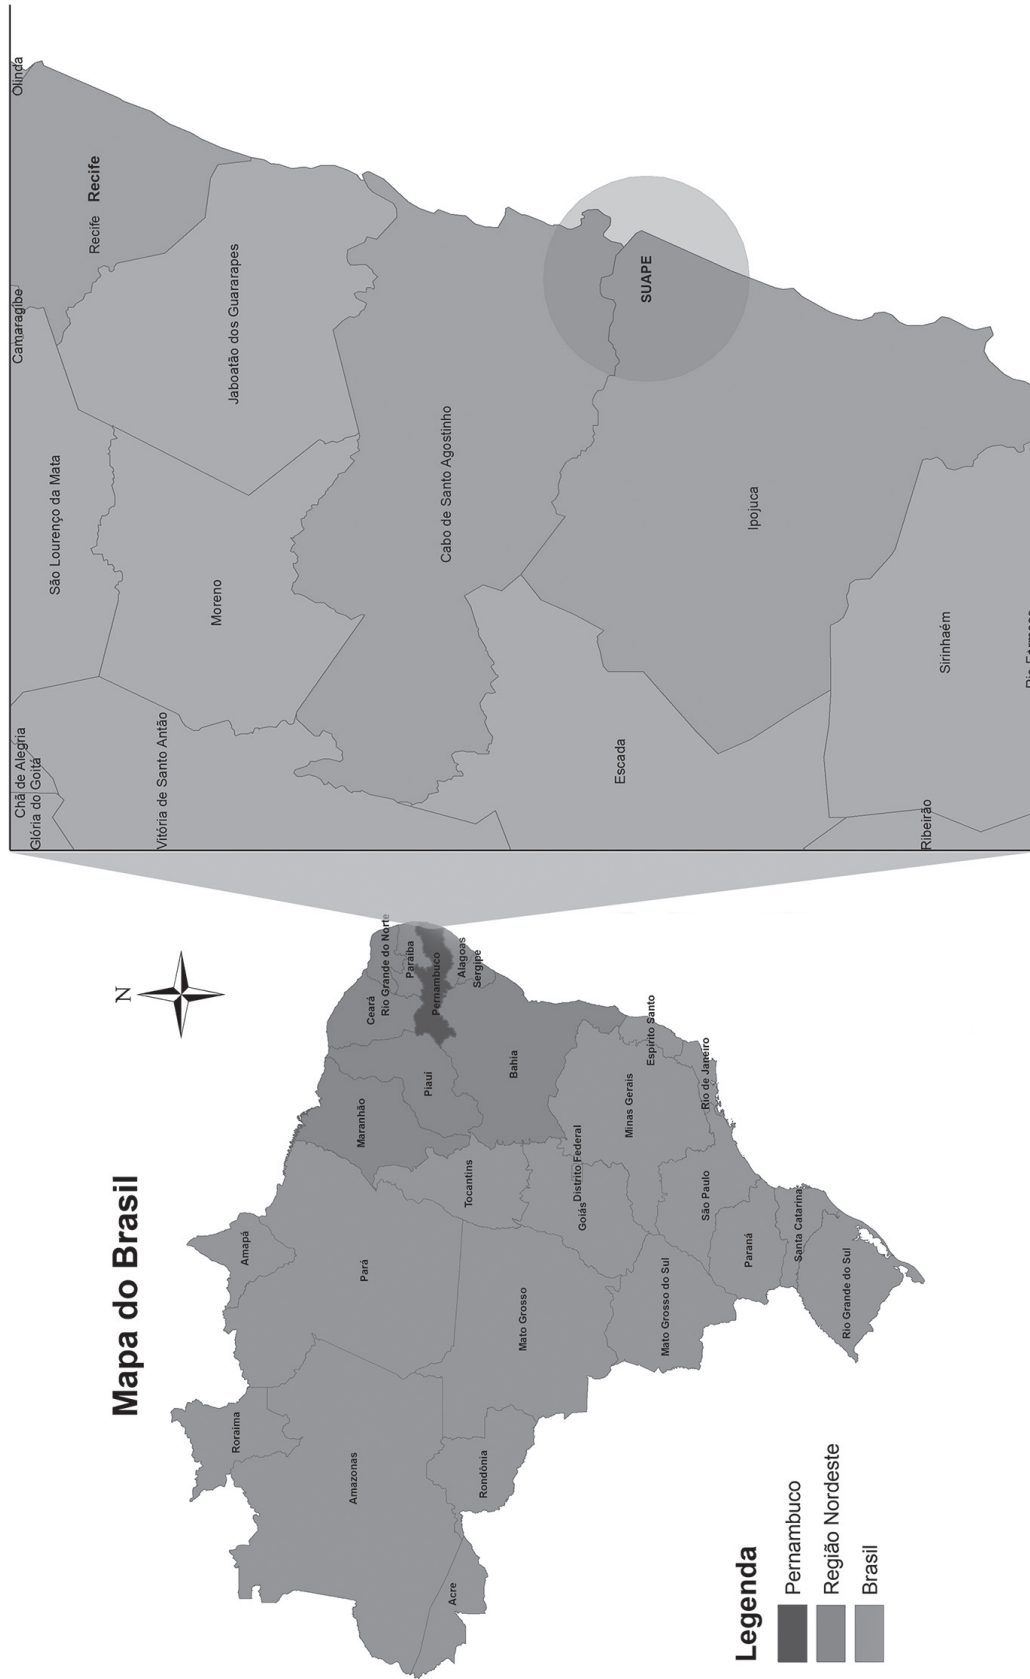 Mapa do Brasil
N
Roraima
Amapá
Amazonas
Pará
Maranhão
Ceará
Rio Grande do Norte
Paraíba
Piauí
Pernambuco
Alagoas
Sergipe
Acre
Rondônia
Tocantins
Bahia
Mato Grosso
Goiás
Distrito Federal
Minas Gerais
Espírito Santo
Mato Grosso do Sul
São Paulo
Rio de Janeiro
Paraná
Santa Catarina
Rio Grande do Sul
Legenda
Pernambuco
Região Nordeste
Brasil
Chã de Alegria
Glória do Goitá
São Lourenço da Mata
Camaragibe
Olinda
Recife
Recife
Vitória de Santo Antão
Moreno
Jaboatão dos Guararapes
Cabo de Santo Agostinho
Escada
SUAPE
Ipojuca
Ribeirão
Sirinhaém